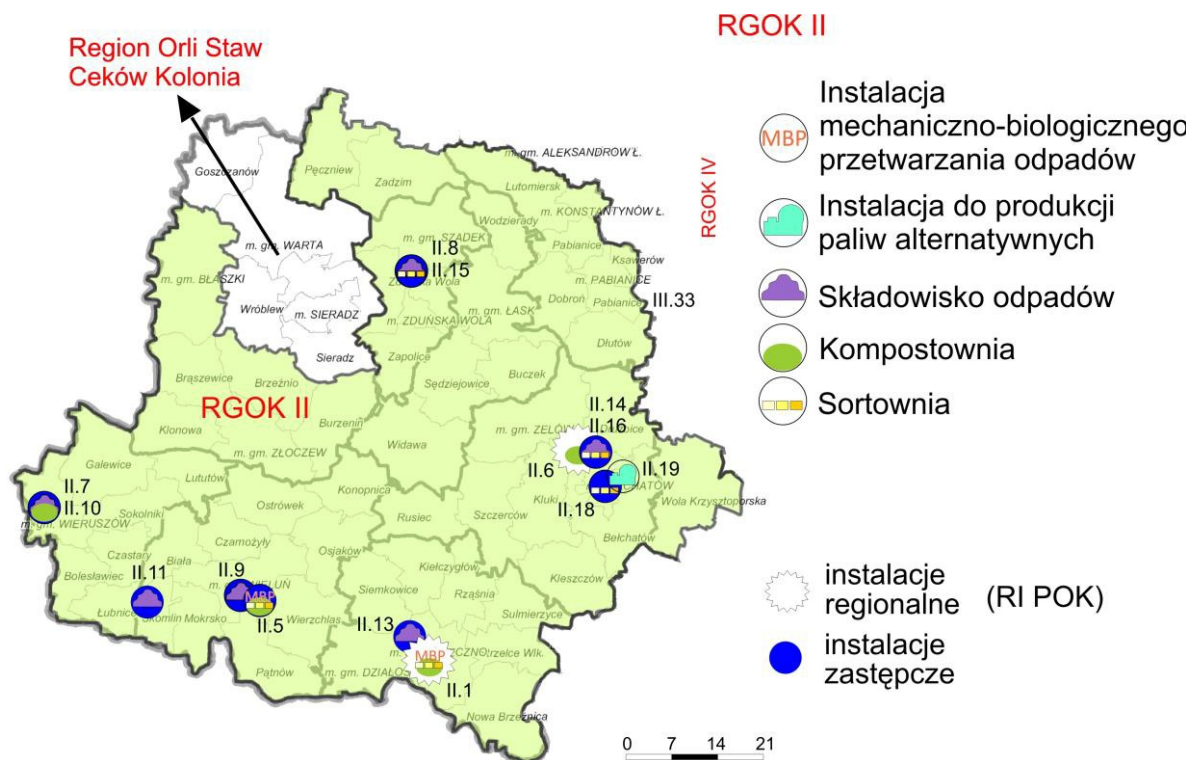 RGOK II
Region Orli Staw
Ceków Kolonia
Instalacja
mechaniczno-biologicznego
przetwarzania odpadów
MBP
RGOK IV
Instalacja do produkcji
paliw alternatywnych
Składowisko odpadów
Kompostownia
Sortownia
instalacje
regionalne
(RI POK)
instalacje
zastępcze
m. gm. ALEKSANDRÓW Ł.
Goszczanów
Pęczniew
Zadzim
Lutomiersk
Wodzierady
m. KONSTANTYNÓW Ł.
m. gm. WARTA
m. gm. SZADEK
Pabianice
Ksawerów
II.8
II.15
m. gm. BŁASZKI
m. PABIANICE
Dobroń
Pabianice
III.33
Wróblew
m. SIERADZ
m. ZDUŃSKA WOLA
m. gm. ŁASK
Sieradz
Zapolice
Dłutów
Buczek
Brąszewice
Brzeźnio
Sędziejowice
RGOK II
II.14
II.16
Klonowa
Burzenin
Widawa
m. gm. ZELÓW
m. gm. ZŁOCZEW
Galewice
II.6
II.19
II.7
Lututów
Konopnica
Kluki
Wola Krzysztoporska
II.10
Sokolniki
Ostrówek
Rusiec
Szczerców
II.18
m. gm. WIERUSZÓW
Czarnożyły
Bełchatów
Czastary
Biała
Osjaków
Kiełczygłów
Bolesławiec
II.11
II.9
Siemkowice
Kleszczów
Rząśnia
MBP
Łubnice
Skomlin
Mokrsko
II.5
Wierzchlas
II.13
Sulmierzyce
MBP
Pątnów
m. gm. DZIAŁOS
II.1
Nowa Brzeźnica
0 7 14 21